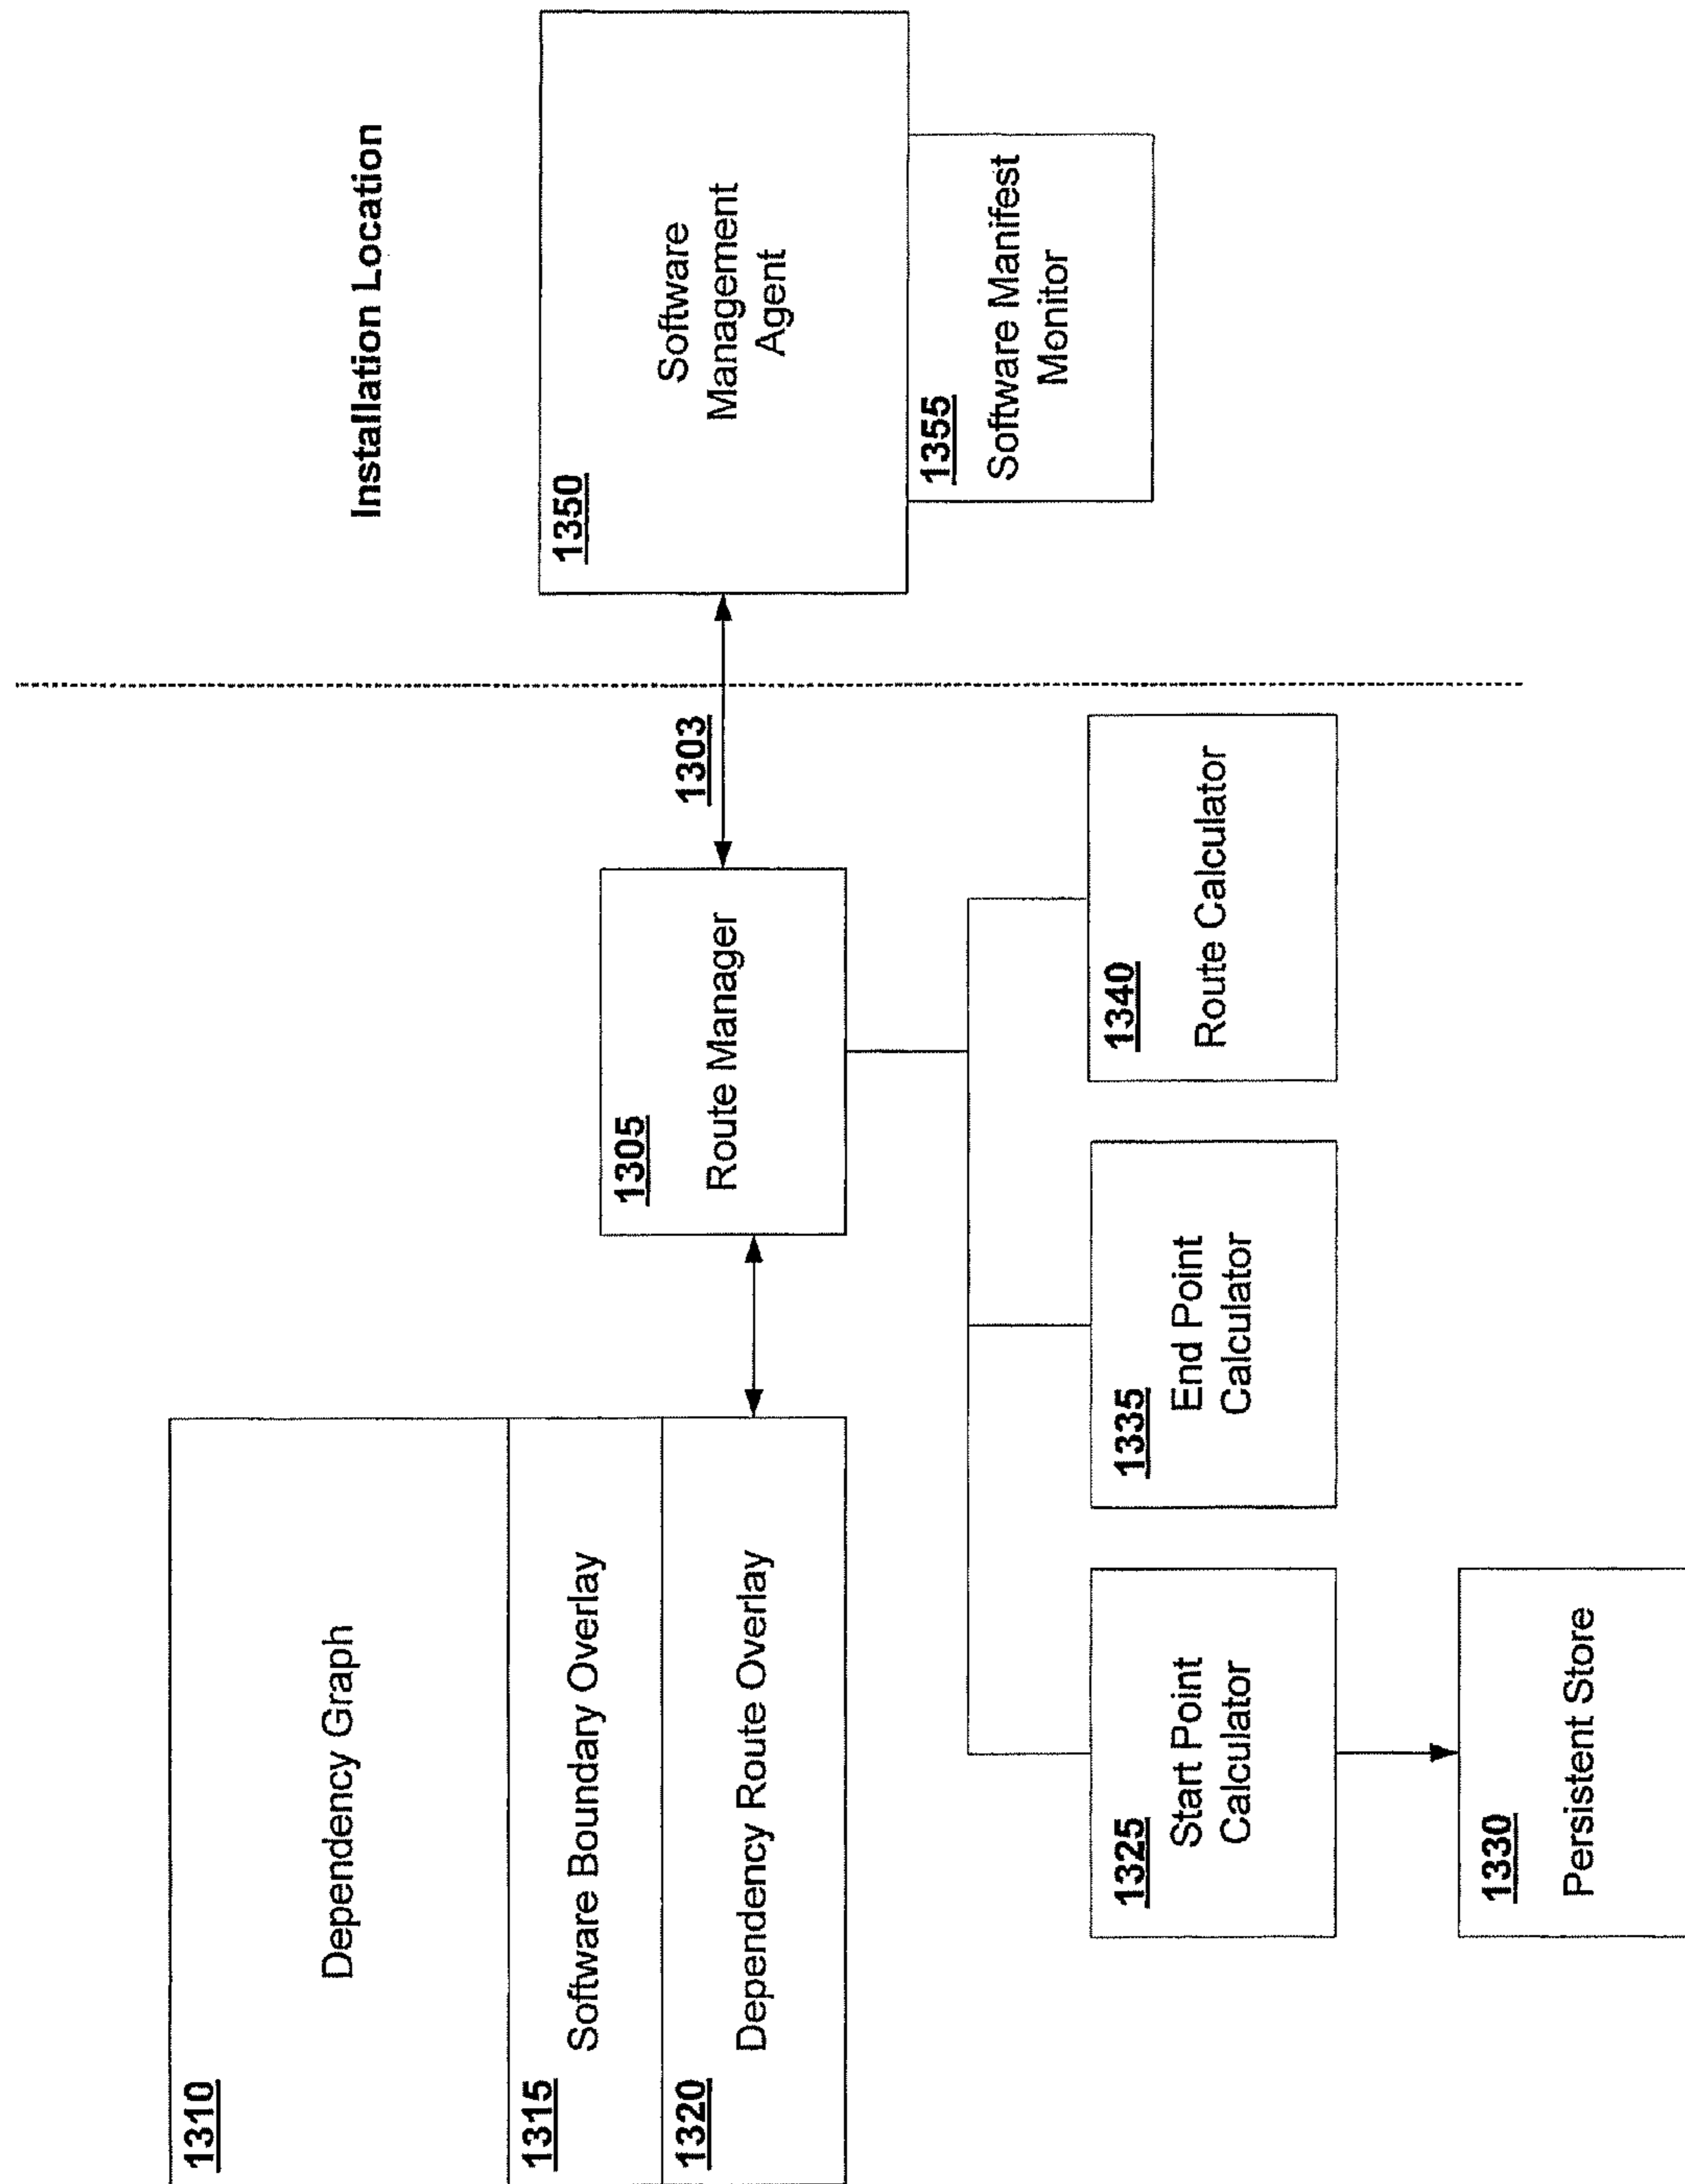 1310
Dependency Graph
1315
Software Boundary Overlay
1320
Dependency Route Overlay
1305
Route Manager
1303
Installation Location
1350
Software
Management
Agent
1355
Software Manifest
Monitor
1325
Start Point
Calculator
1335
End Point
Calculator
1340
Route Calculator
1330
Persistent Store